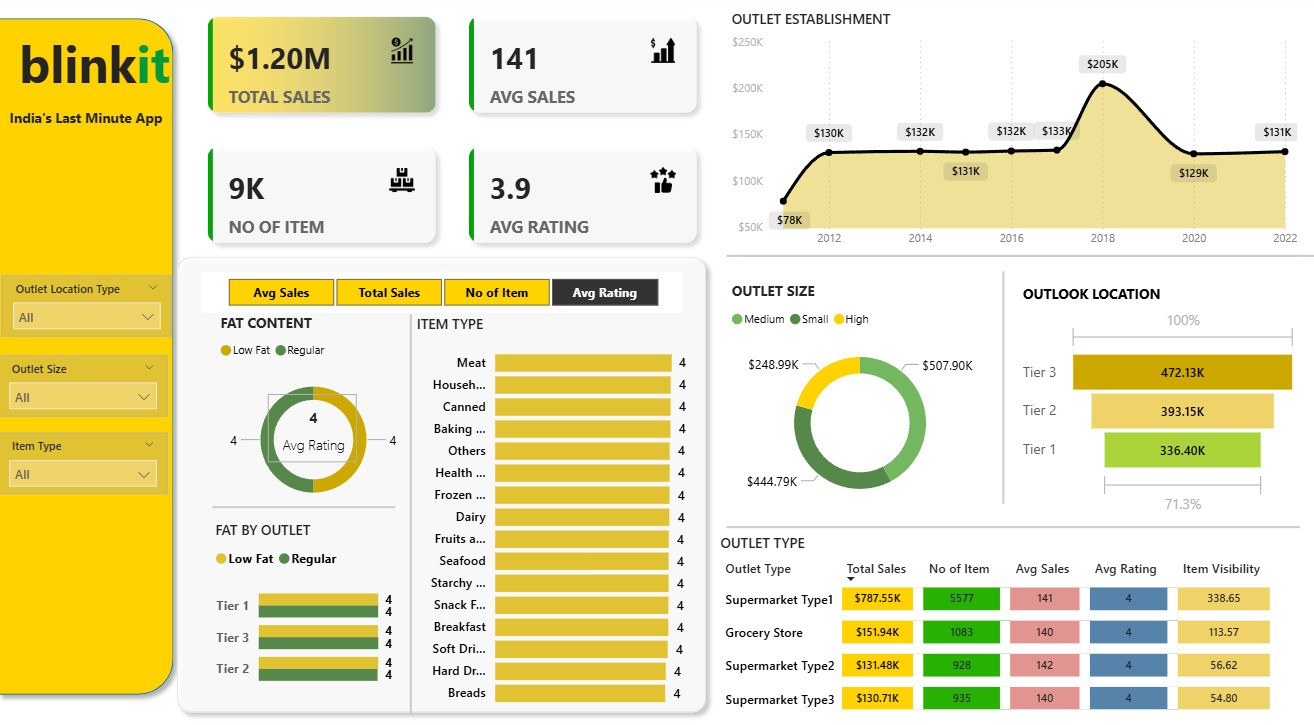 blinkit
India's Last Minute App
Outlet Location Type
All
Outlet Size
All
Item Type
All
$1.20M
TOTAL SALES
141
AVG SALES
9K
NO OF ITEM
3.9
AVG RATING
Avg Sales Total Sales No of Item Avg Rating
FAT CONTENT
Low Fat Regular
4 4 4
Avg Rating
FAT BY OUTLET
Low Fat Regular
Tier 1 4 4
Tier 3 4 4
Tier 2 4 4
ITEM TYPE
Meat 4
Househ... 4
Canned 4
Baking ... 4
Others 4
Health ... 4
Frozen ... 4
Dairy 4
Fruits a... 4
Seafood 4
Starchy ... 4
Snack F... 4
Breakfast 4
Soft Dri... 4
Hard Dr... 4
Breads 4
OUTLET ESTABLISHMENT
$250K
$200K
$150K
$100K
$50K
$78K $130K $132K $131K $132K $133K $205K $129K $131K
2012 2014 2016 2018 2020 2022
OUTLET SIZE
Medium Small High
$248.99K $507.90K
$444.79K
OUTLOOK LOCATION
100%
Tier 3 472.13K
Tier 2 393.15K
Tier 1 336.40K
71.3%
OUTLET TYPE
Outlet Type Total Sales No of Item Avg Sales Avg Rating Item Visibility
Supermarket Type1 $787.55K 5577 141 4 338.65
Grocery Store $151.94K 1083 140 4 113.57
Supermarket Type2 $131.48K 928 142 4 56.62
Supermarket Type3 $130.71K 935 140 4 54.80